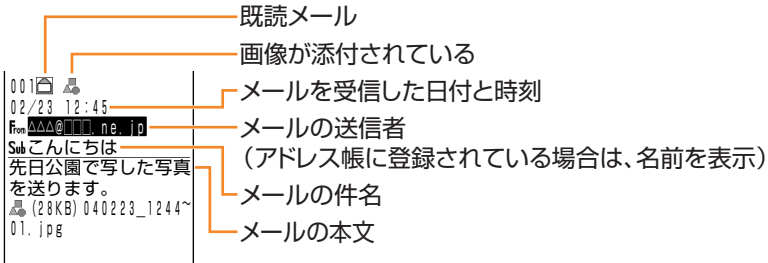 既読メール
画像が添付されている
メールを受信した日付と時刻
メールの送信者
（アドレス帳に登録されている場合は、名前を表示）
メールの件名
メールの本文
001
02/23 12:45
From △△△@□□□.ne.jp
Sub こんにちは
先日公園で写した写真
を送ります。
(28KB)040223_1244~
01.jpg